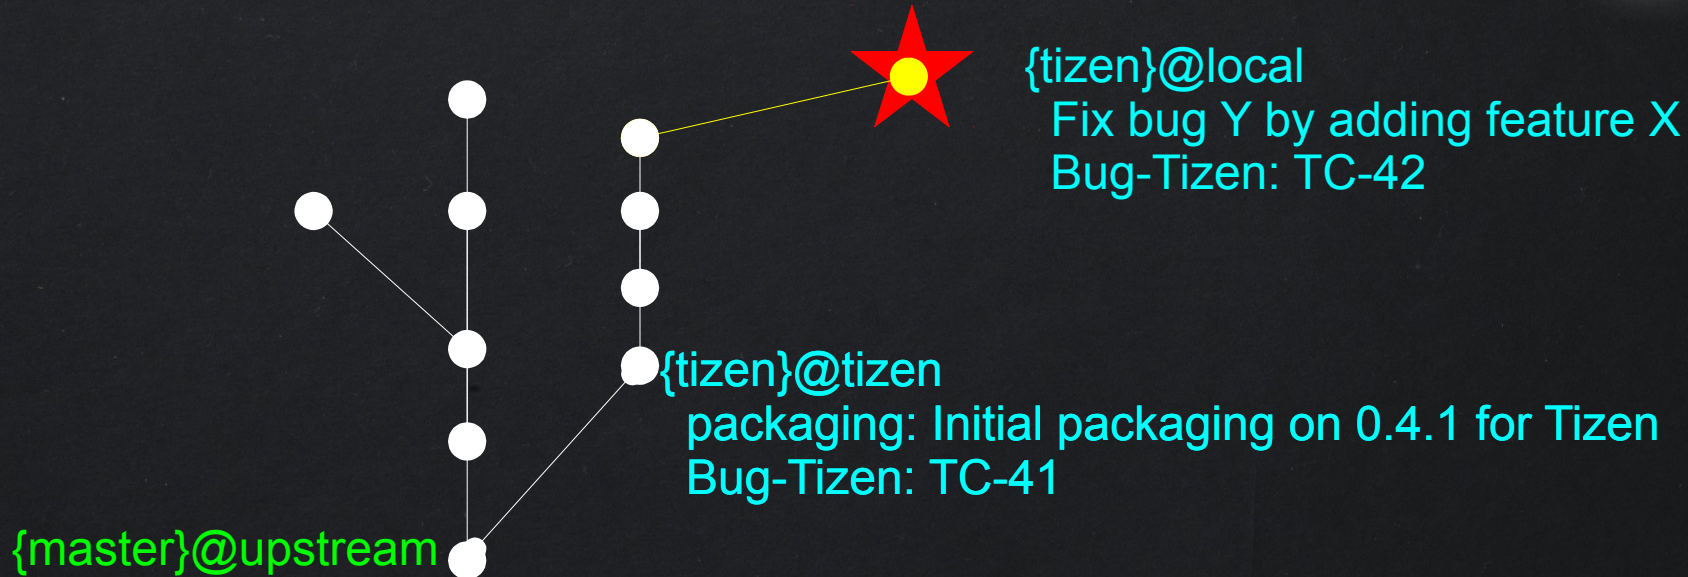 {tizen}@local
Fix bug Y by adding feature X
Bug-Tizen: TC-42
{tizen}@tizen
packaging: Initial packaging on 0.4.1 for Tizen
Bug-Tizen: TC-41
{master}@upstream